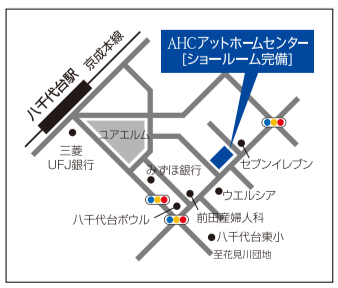 AHCアットホームセンター
[ショールーム完備]
京成本線
八千代台駅
ユアエルム
三菱
UFJ銀行
みずほ銀行
セブンイレブン
ウエルシア
八千代台ボウル
前田産婦人科
八千代台東小
至花見川団地